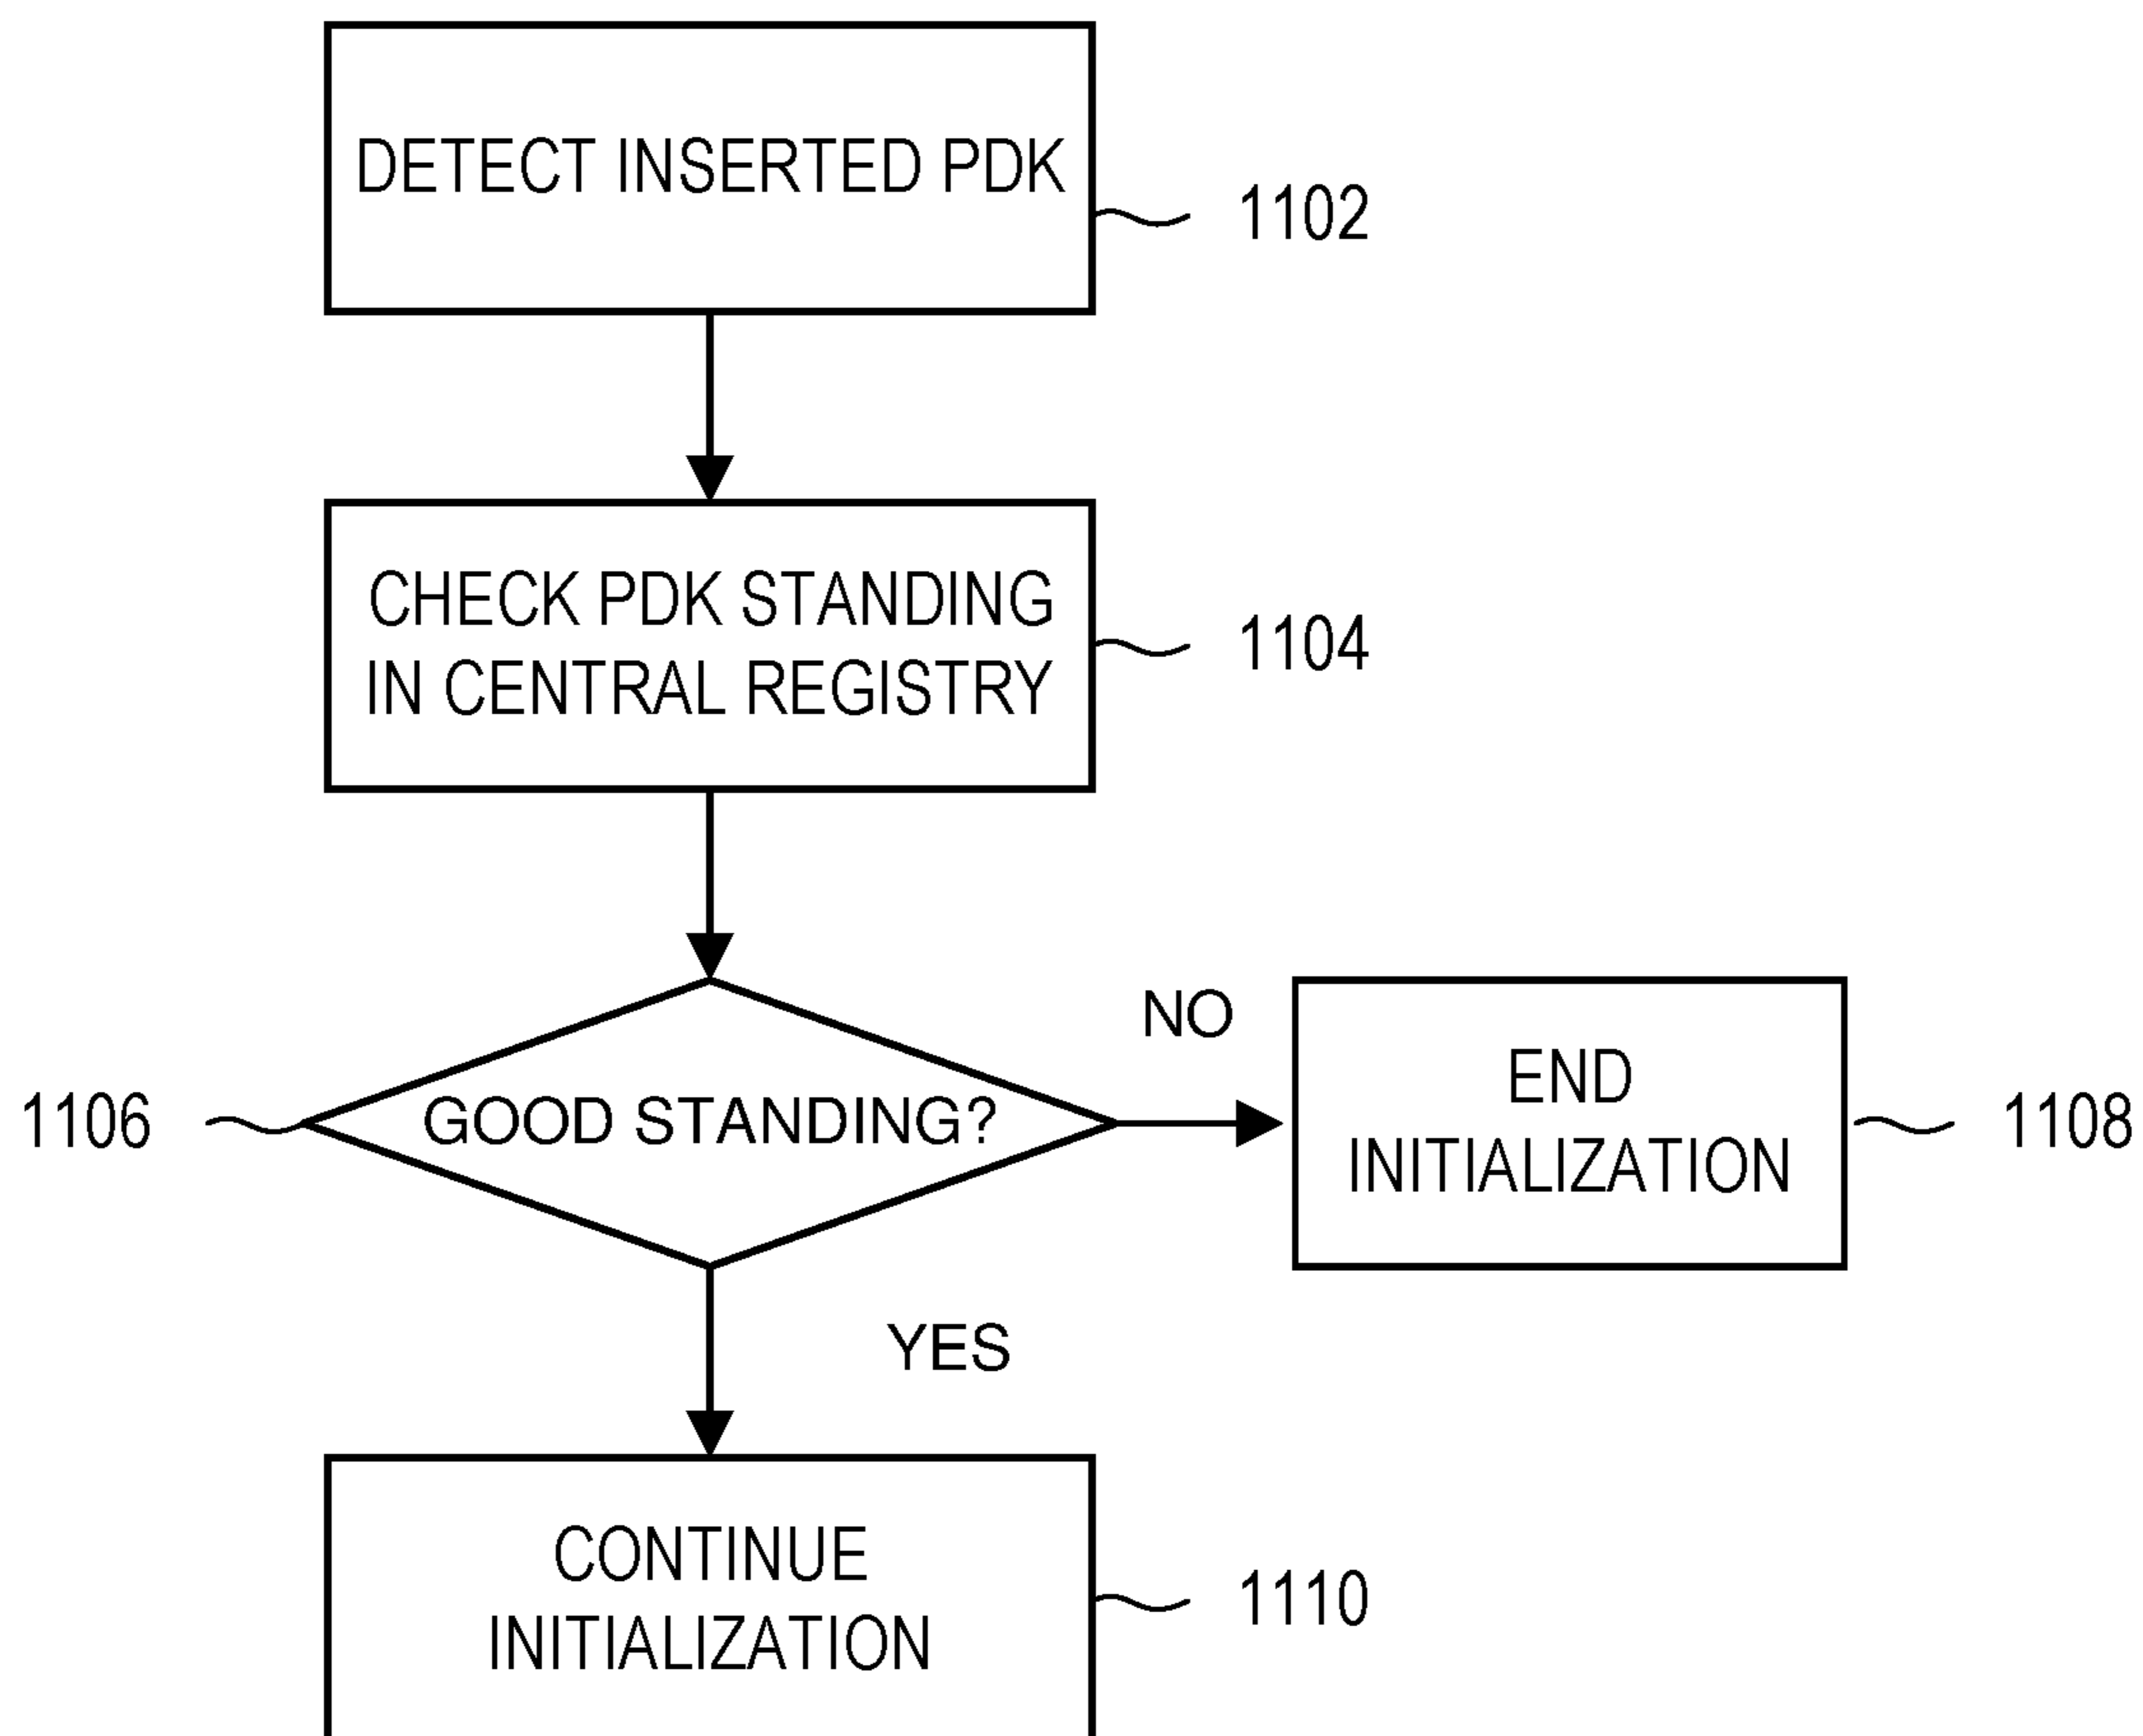 DETECT INSERTED PDK
1102
CHECK PDK STANDING
IN CENTRAL REGISTRY
1104
1106
GOOD STANDING?
NO
END
INITIALIZATION
1108
YES
CONTINUE
INITIALIZATION
1110